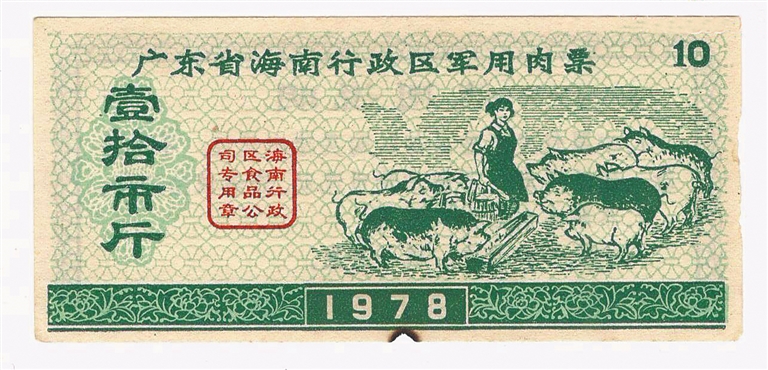 广东省海南行政区军用肉票
10
壹拾市斤
海南行政
区食品公
司专用章
1978